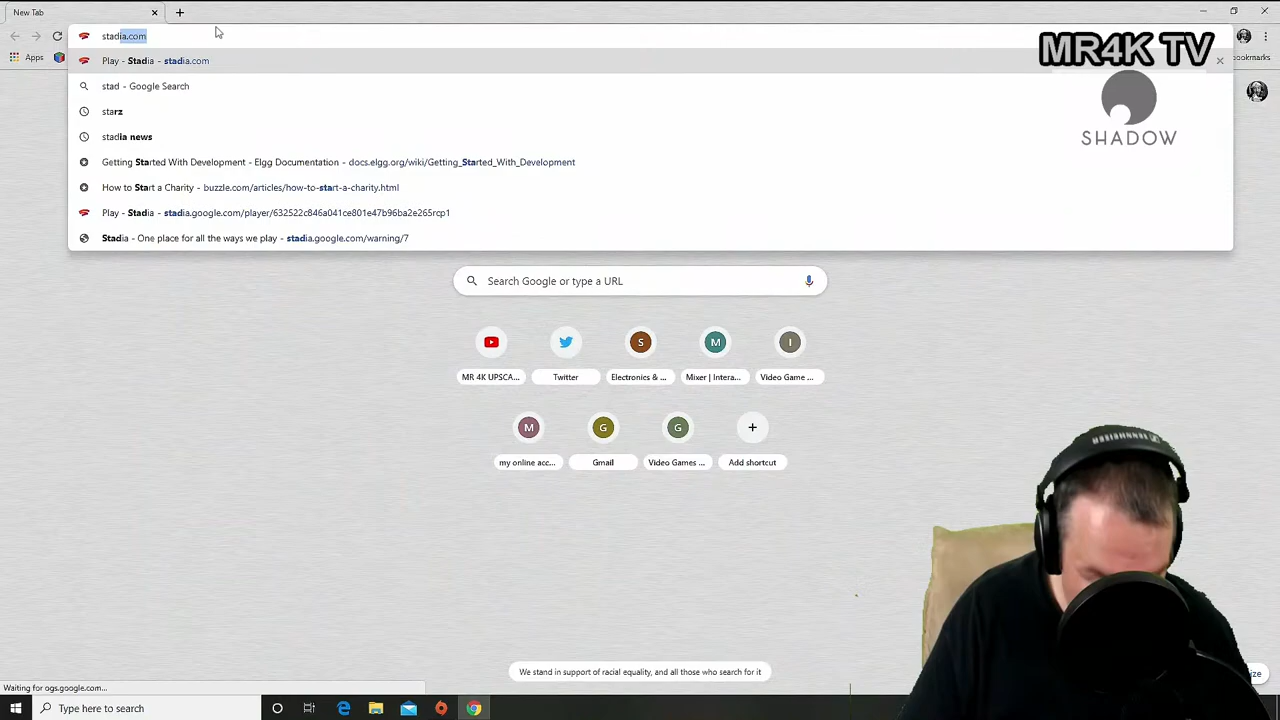 New Tab
stadia.com
MR4K TV
Apps
ookmarks
Play - Stadia - stadia.com
stad - Google Search
SHADOW
starz
stadia news
Getting Started With Development - Elgg Documentation - docs.elgg.org/wiki/Getting_Started_With_Development
How to Start a Charity - buzzle.com/articles/how-to-start-a-charity.html
Play - Stadia - stadia.google.com/player/632522c846a041ce801e47b96ba2e265rcp1
Stadia - One place for all the ways we play - stadia.google.com/warning/7
Search Google or type a URL
S M I
MR 4K UPSCA... Twitter Electronics & ... Mixer | Intera... Video Game ...
M G G
my online acc... Gmail Video Games ... Add shortcut
We stand in support of racial equality, and all those who search for it
ize
Waiting for ogs.google.com...
Type here to search